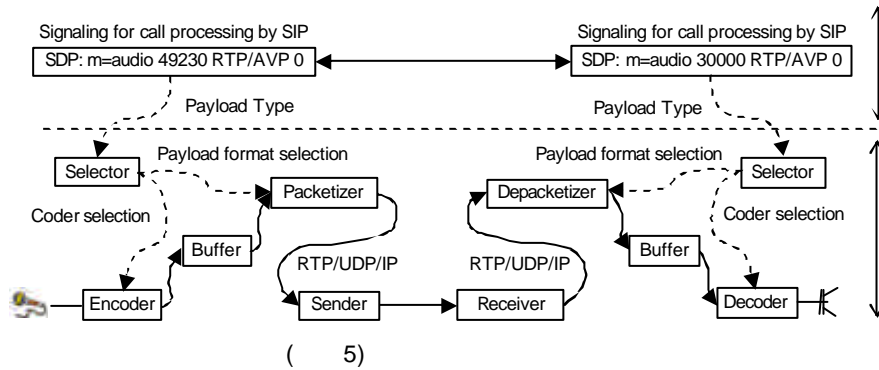 Signaling for call processing by SIP
Signaling for call processing by SIP
SDP: m=audio 49230 RTP/AVP 0
SDP: m=audio 30000 RTP/AVP 0
Payload Type
Payload Type
Payload format selection
Payload format selection
Selector
Selector
Packetizer
Depacketizer
Coder selection
Coder selection
Buffer
Buffer
RTP/UDP/IP
RTP/UDP/IP
Encoder
Sender
Receiver
Decoder
( 5)